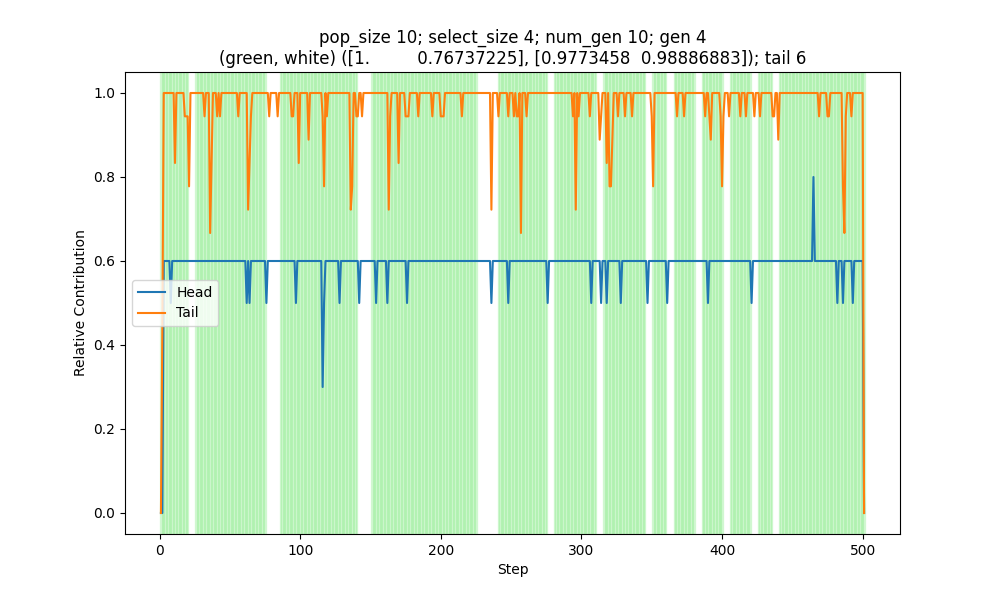 pop_size 10; select_size 4; num_gen 10; gen 4
(green, white) ([1.         0.76737225], [0.9773458  0.98886883]); tail 6
1.0
0.8
0.6
0.4
0.2
0.0
Relative Contribution
Head
Tail
0
100
200
300
400
500
Step